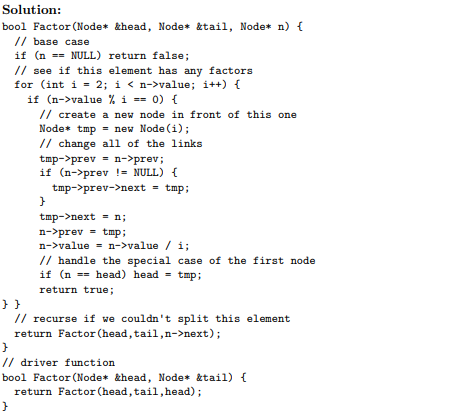 Solution:
bool Factor(Node* &head, Node* &tail, Node* n) {
  // base case
  if (n == NULL) return false;
  // see if this element has any factors
  for (int i = 2; i < n->value; i++) {
    if (n->value % i == 0) {
      // create a new node in front of this one
      Node* tmp = new Node(i);
      // change all of the links
      tmp->prev = n->prev;
      if (n->prev != NULL) {
        tmp->prev->next = tmp;
      }
      tmp->next = n;
      n->prev = tmp;
      n->value = n->value / i;
      // handle the special case of the first node
      if (n == head) head = tmp;
      return true;
} }
  // recurse if we couldn't split this element
  return Factor(head,tail,n->next);
}
// driver function
bool Factor(Node* &head, Node* &tail) {
  return Factor(head,tail,head);
}